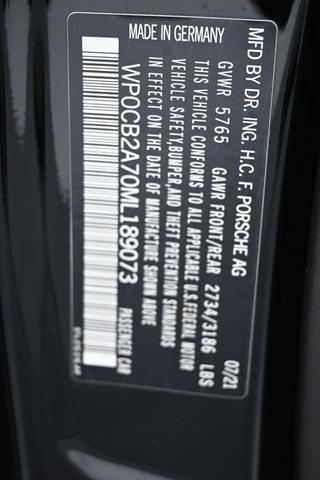 MFD BY DR. ING. H.C. F. PORSCHE AG
07/21
GVWR 5765 GAWR FRONT/REAR 2734/3186 LBS
THIS VEHICLE CONFORMS TO ALL APPLICABLE U.S.FEDERAL MOTOR
VEHICLE SAFETY,BUMPER,AND THEFT PREVENTION STANDARDS
IN EFFECT ON THE DATE OF MANUFACTURE SHOWN ABOVE
WP0CB2A70ML189073 PASSENGER CAR
MADE IN GERMANY